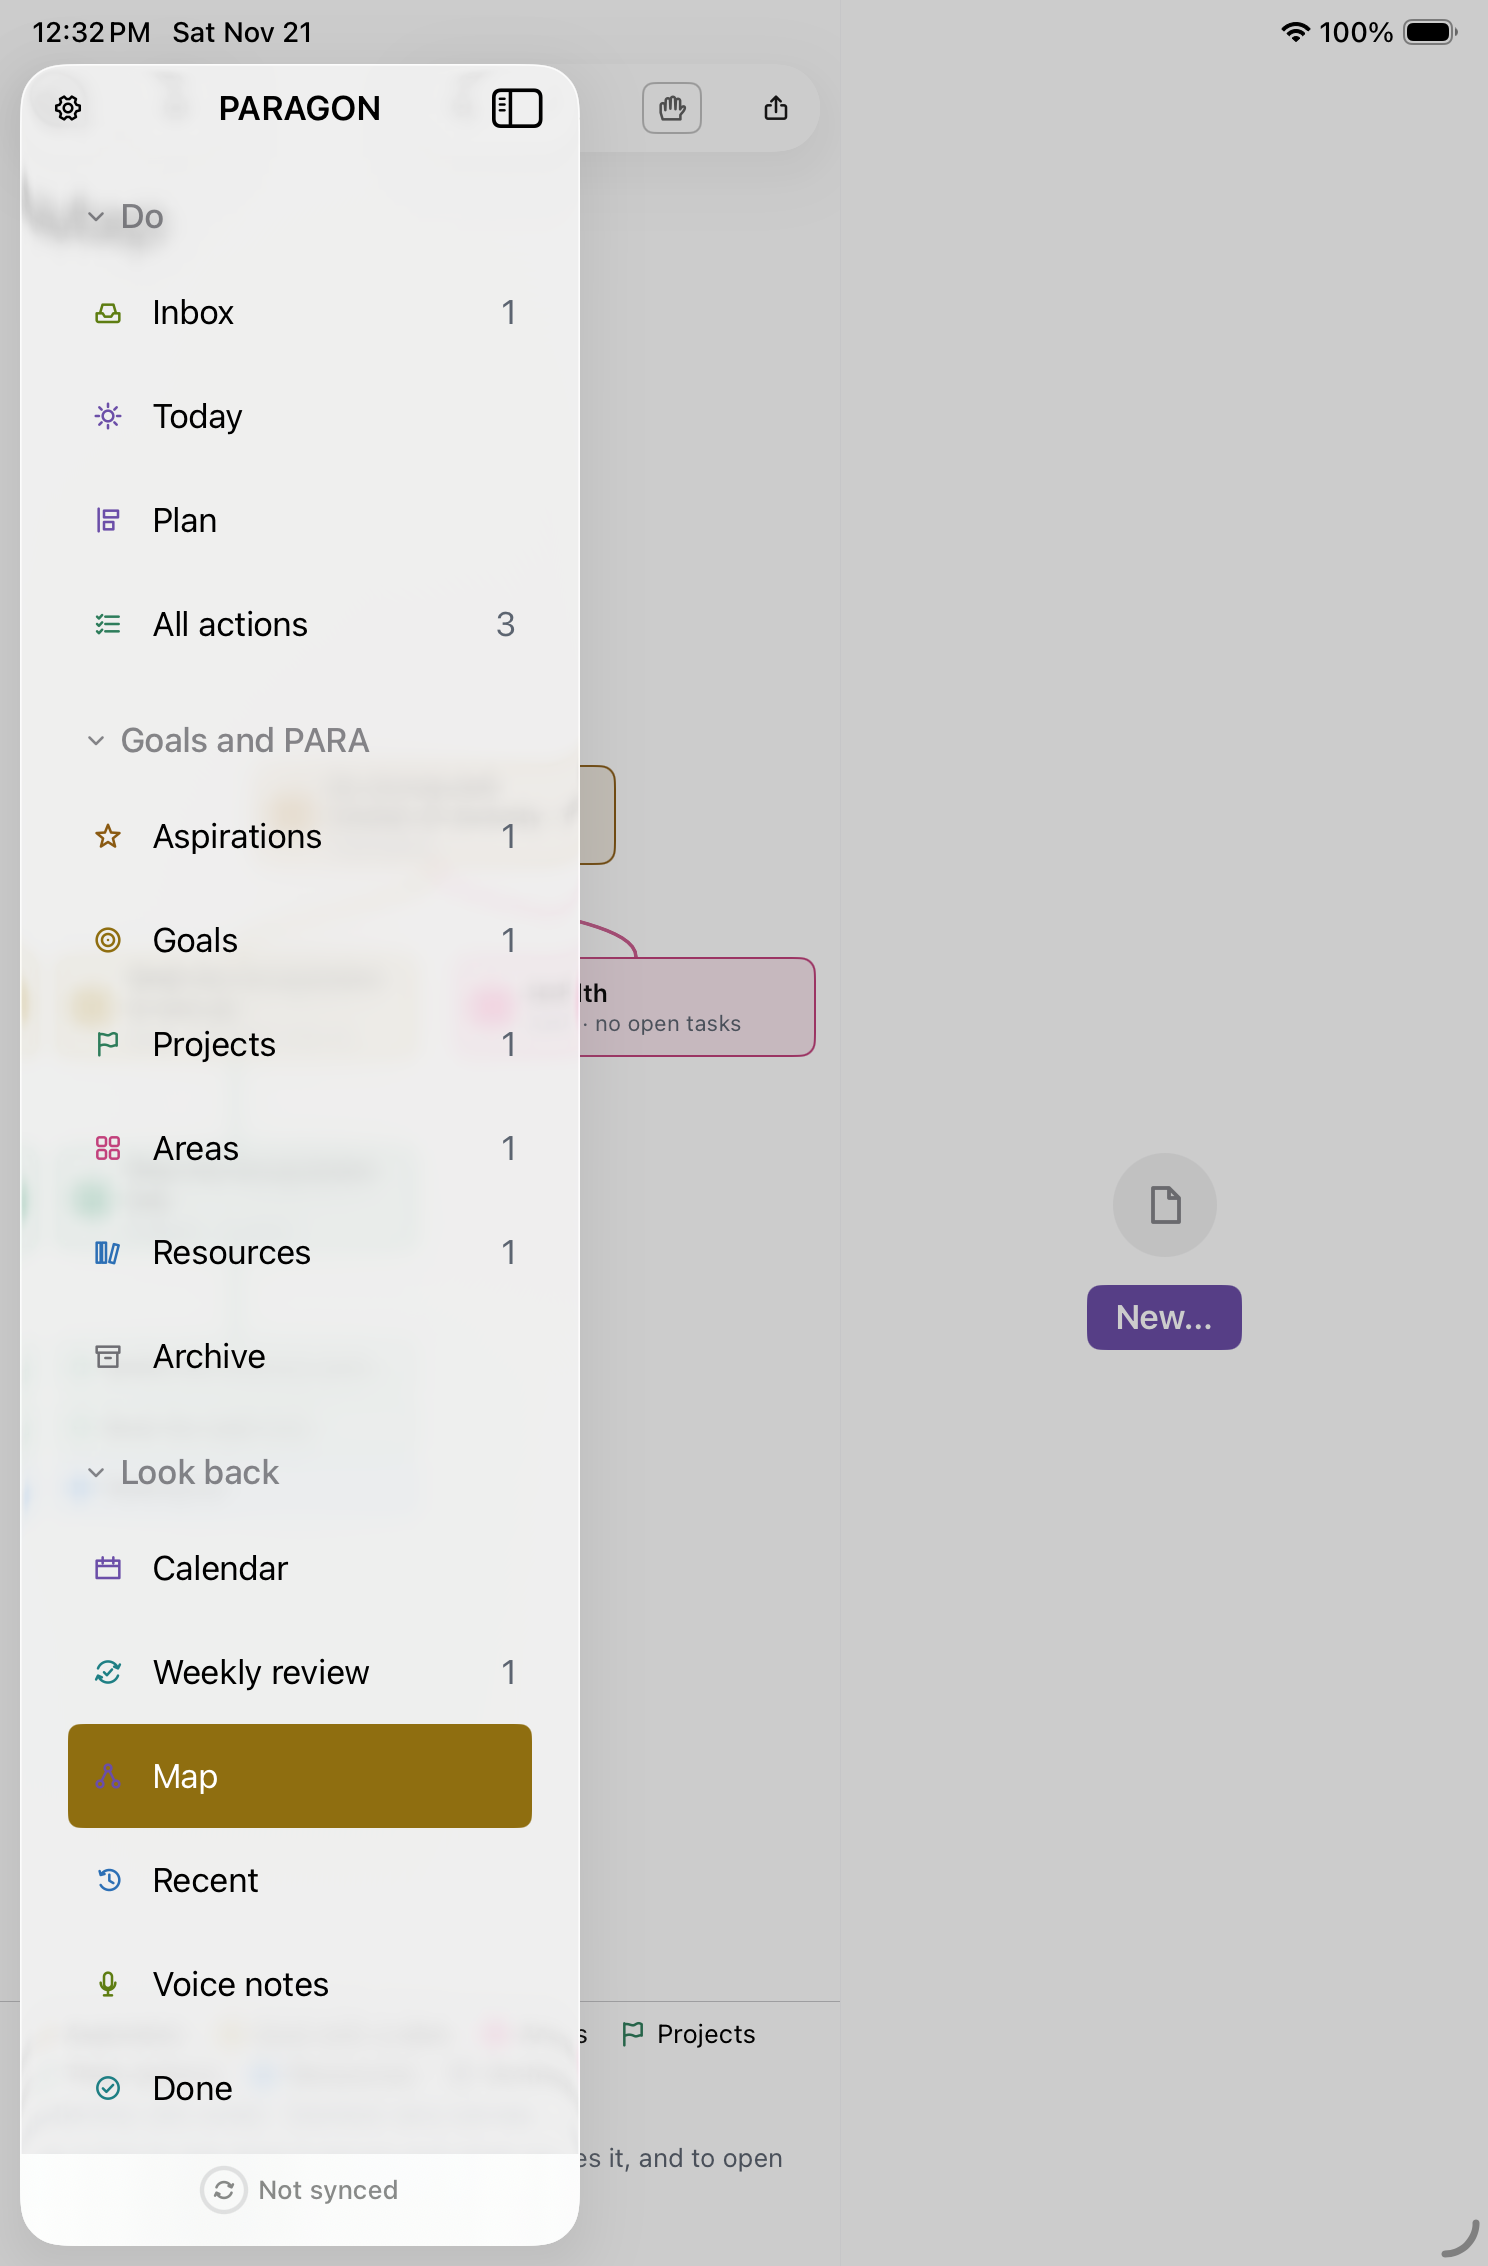 12:32 PM Sat Nov 21
100%
PARAGON
Do
Inbox 1
Today
Plan
All actions 3
Goals and PARA
Aspirations 1
Goals 1
Projects 1
Areas 1
Resources 1
Archive
Look back
Calendar
Weekly review 1
Map
Recent
Voice notes
Done
Not synced
lth
· no open tasks
New...
s Projects
es it, and to open